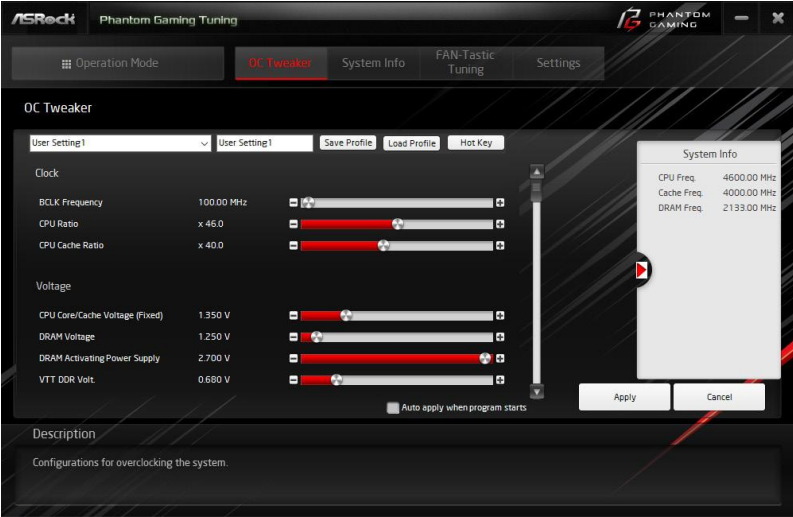 ASRock
Phantom Gaming Tuning
PHANTOM
GAMING
Operation Mode
OC Tweaker
System Info
FAN-Tastic
Tuning
Settings
OC Tweaker
User Setting1
User Setting1
Save Profile
Load Profile
Hot Key
Clock
BCLK Frequency 100.00 MHz
CPU Ratio x 46.0
CPU Cache Ratio x 40.0
Voltage
CPU Core/Cache Voltage (Fixed) 1.350 V
DRAM Voltage 1.250 V
DRAM Activating Power Supply 2.700 V
VTT DDR Volt. 0.680 V
Auto apply when program starts
System Info
CPU Freq. 4600.00 MHz
Cache Freq. 4000.00 MHz
DRAM Freq. 2133.00 MHz
Apply
Cancel
Description
Configurations for overclocking the system.